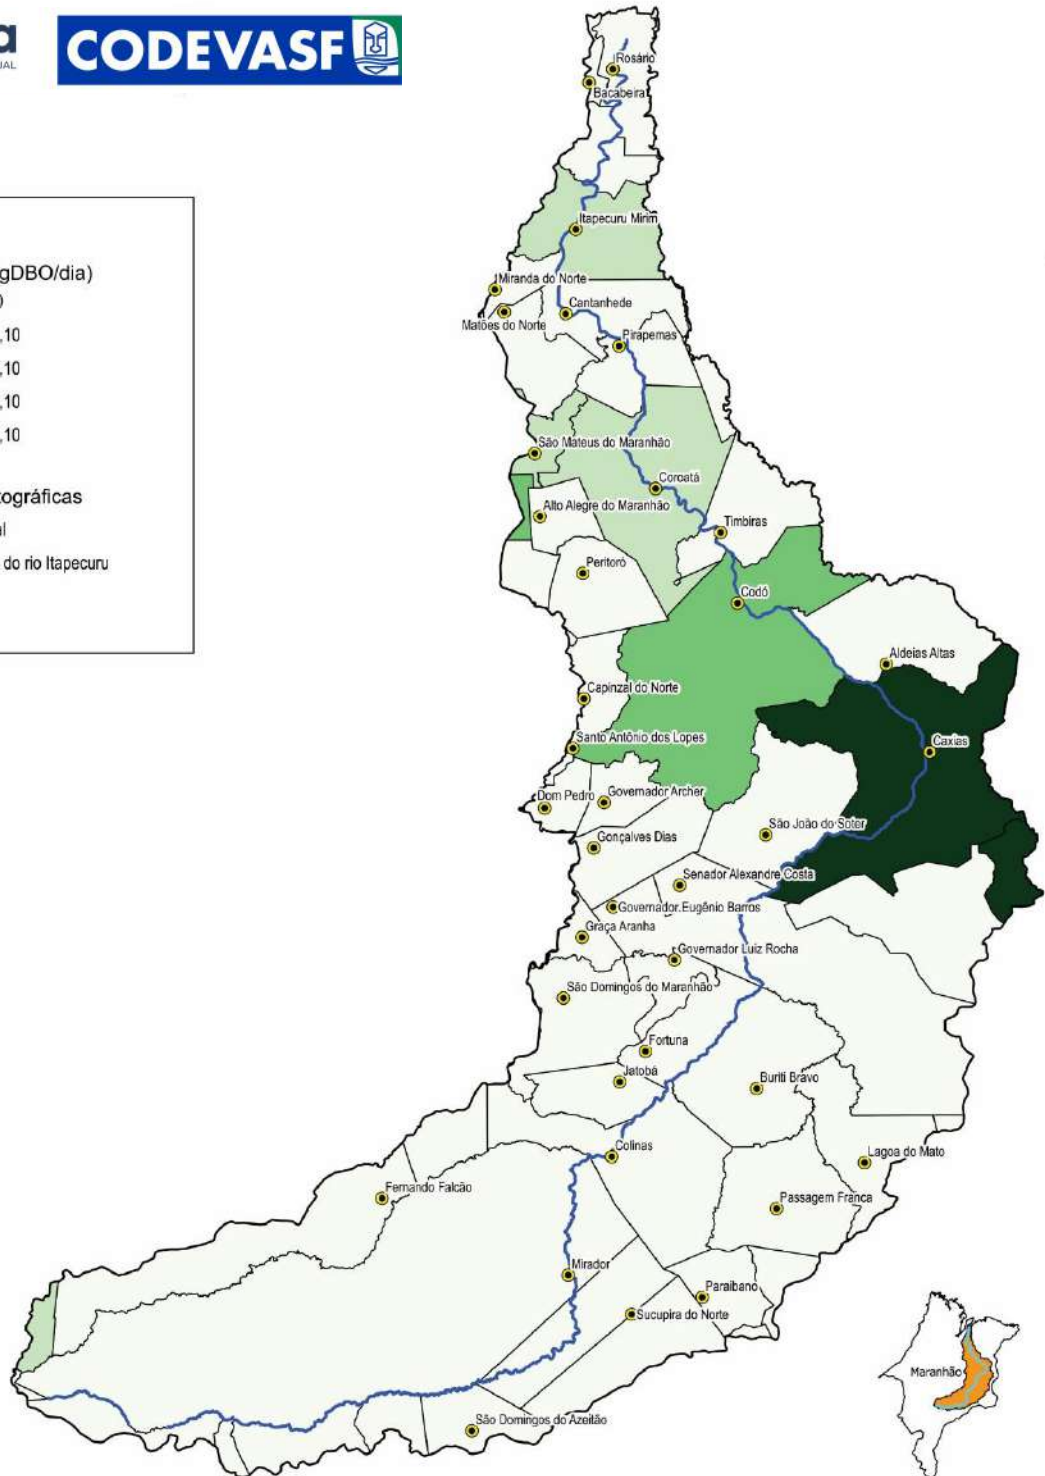 a
UAL
CODEVASF
gDBO/dia)
)
,10
,10
,10
,10
tográficas
al
do rio Itapecuru
Rosário
Bacabeira
Itapecuru Mirim
Miranda do Norte
Cantanhede
Matões do Norte
Pirapemas
São Mateus do Maranhão
Coroatá
Alto Alegre do Maranhão
Timbiras
Peritoró
Codó
Aldeias Altas
Capinzal do Norte
Santo Antônio dos Lopes
Caxias
Dom Pedro
Governador Archer
São João do Soter
Gonçalves Dias
Senador Alexandre Costa
Governador Eugênio Barros
Graça Aranha
Governador Luiz Rocha
São Domingos do Maranhão
Fortuna
Jatobá
Buriti Bravo
Colinas
Lagoa do Mato
Fernando Falcão
Passagem Franca
Mirador
Paraibano
Sucupira do Norte
Maranhão
São Domingos do Azeitão